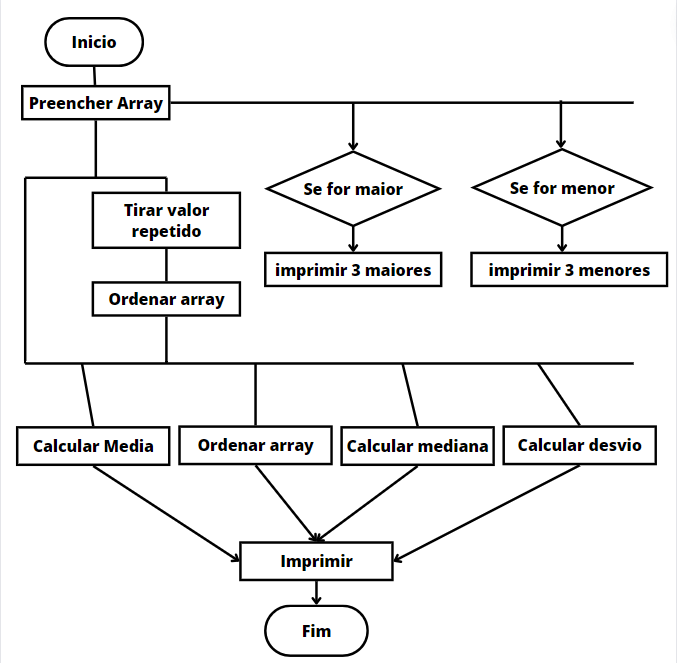 Inicio
Preencher Array
Se for maior
Se for menor
Tirar valor
repetido
imprimir 3 maiores
imprimir 3 menores
Ordenar array
Calcular Media
Ordenar array
Calcular mediana
Calcular desvio
Imprimir
Fim